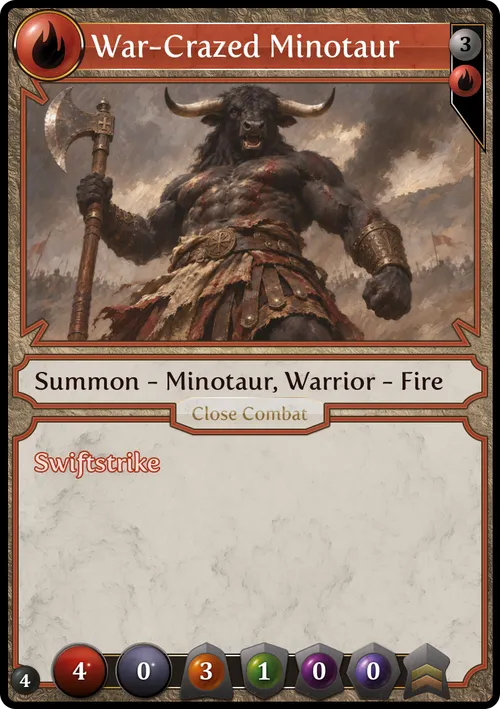 War-Crazed Minotaur
3
Summon - Minotaur, Warrior - Fire
Close Combat
Swiftstrike
4
4*
0*
3
1
0
0